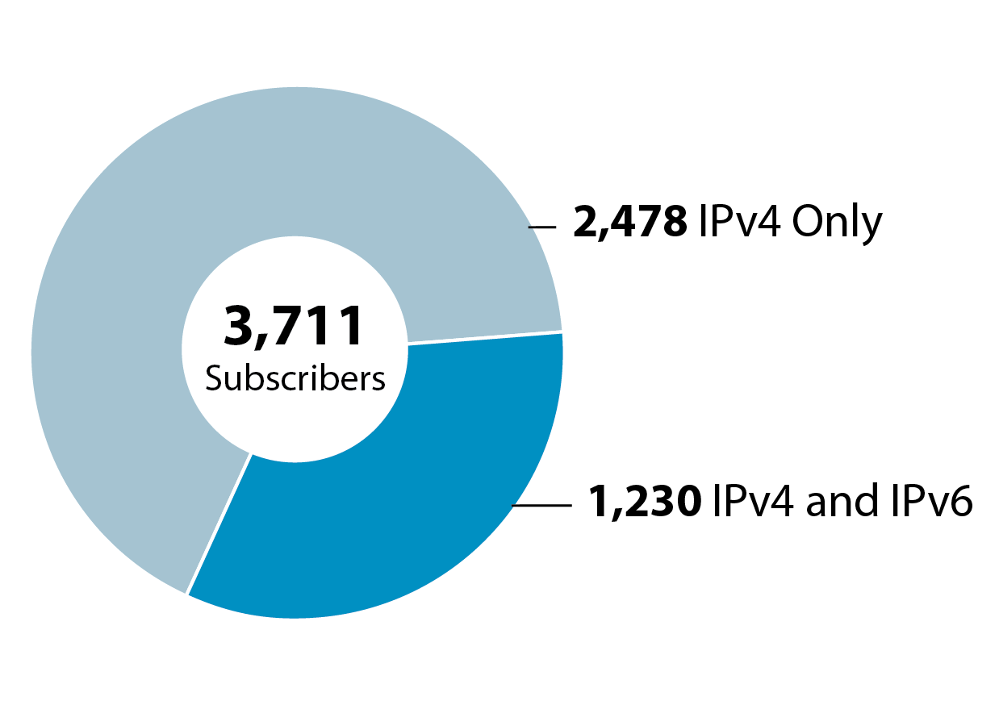 2,478 IPv4 Only
3,711
Subscribers
1,230 IPv4 and IPv6